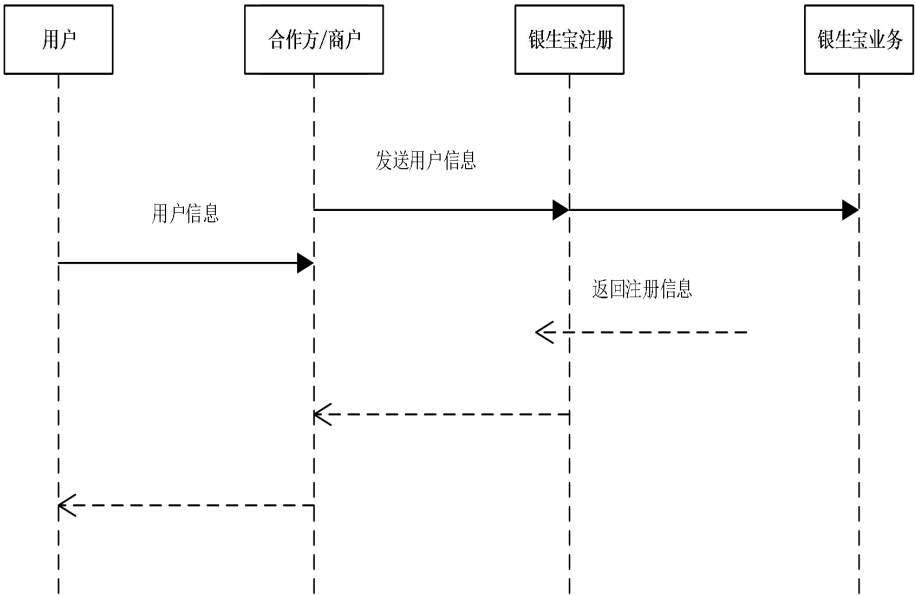 用户
合作方/商户
银生宝注册
银生宝业务
发送用户信息
用户信息
返回注册信息